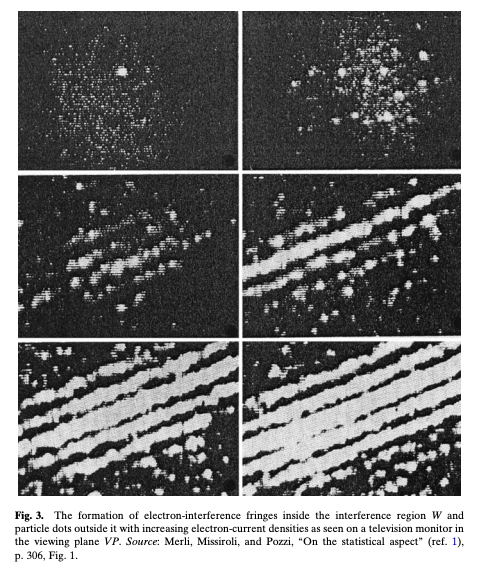 Fig. 3. The formation of electron-interference fringes inside the interference region W and
particle dots outside it with increasing electron-current densities as seen on a television monitor in
the viewing plane VP. Source: Merli, Missiroli, and Pozzi, “On the statistical aspect” (ref. 1),
p. 306, Fig. 1.